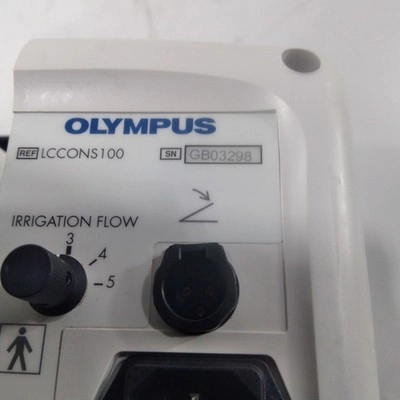 OLYMPUS
REF LCCONS100 SN GB03298
IRRIGATION FLOW
3
4
5